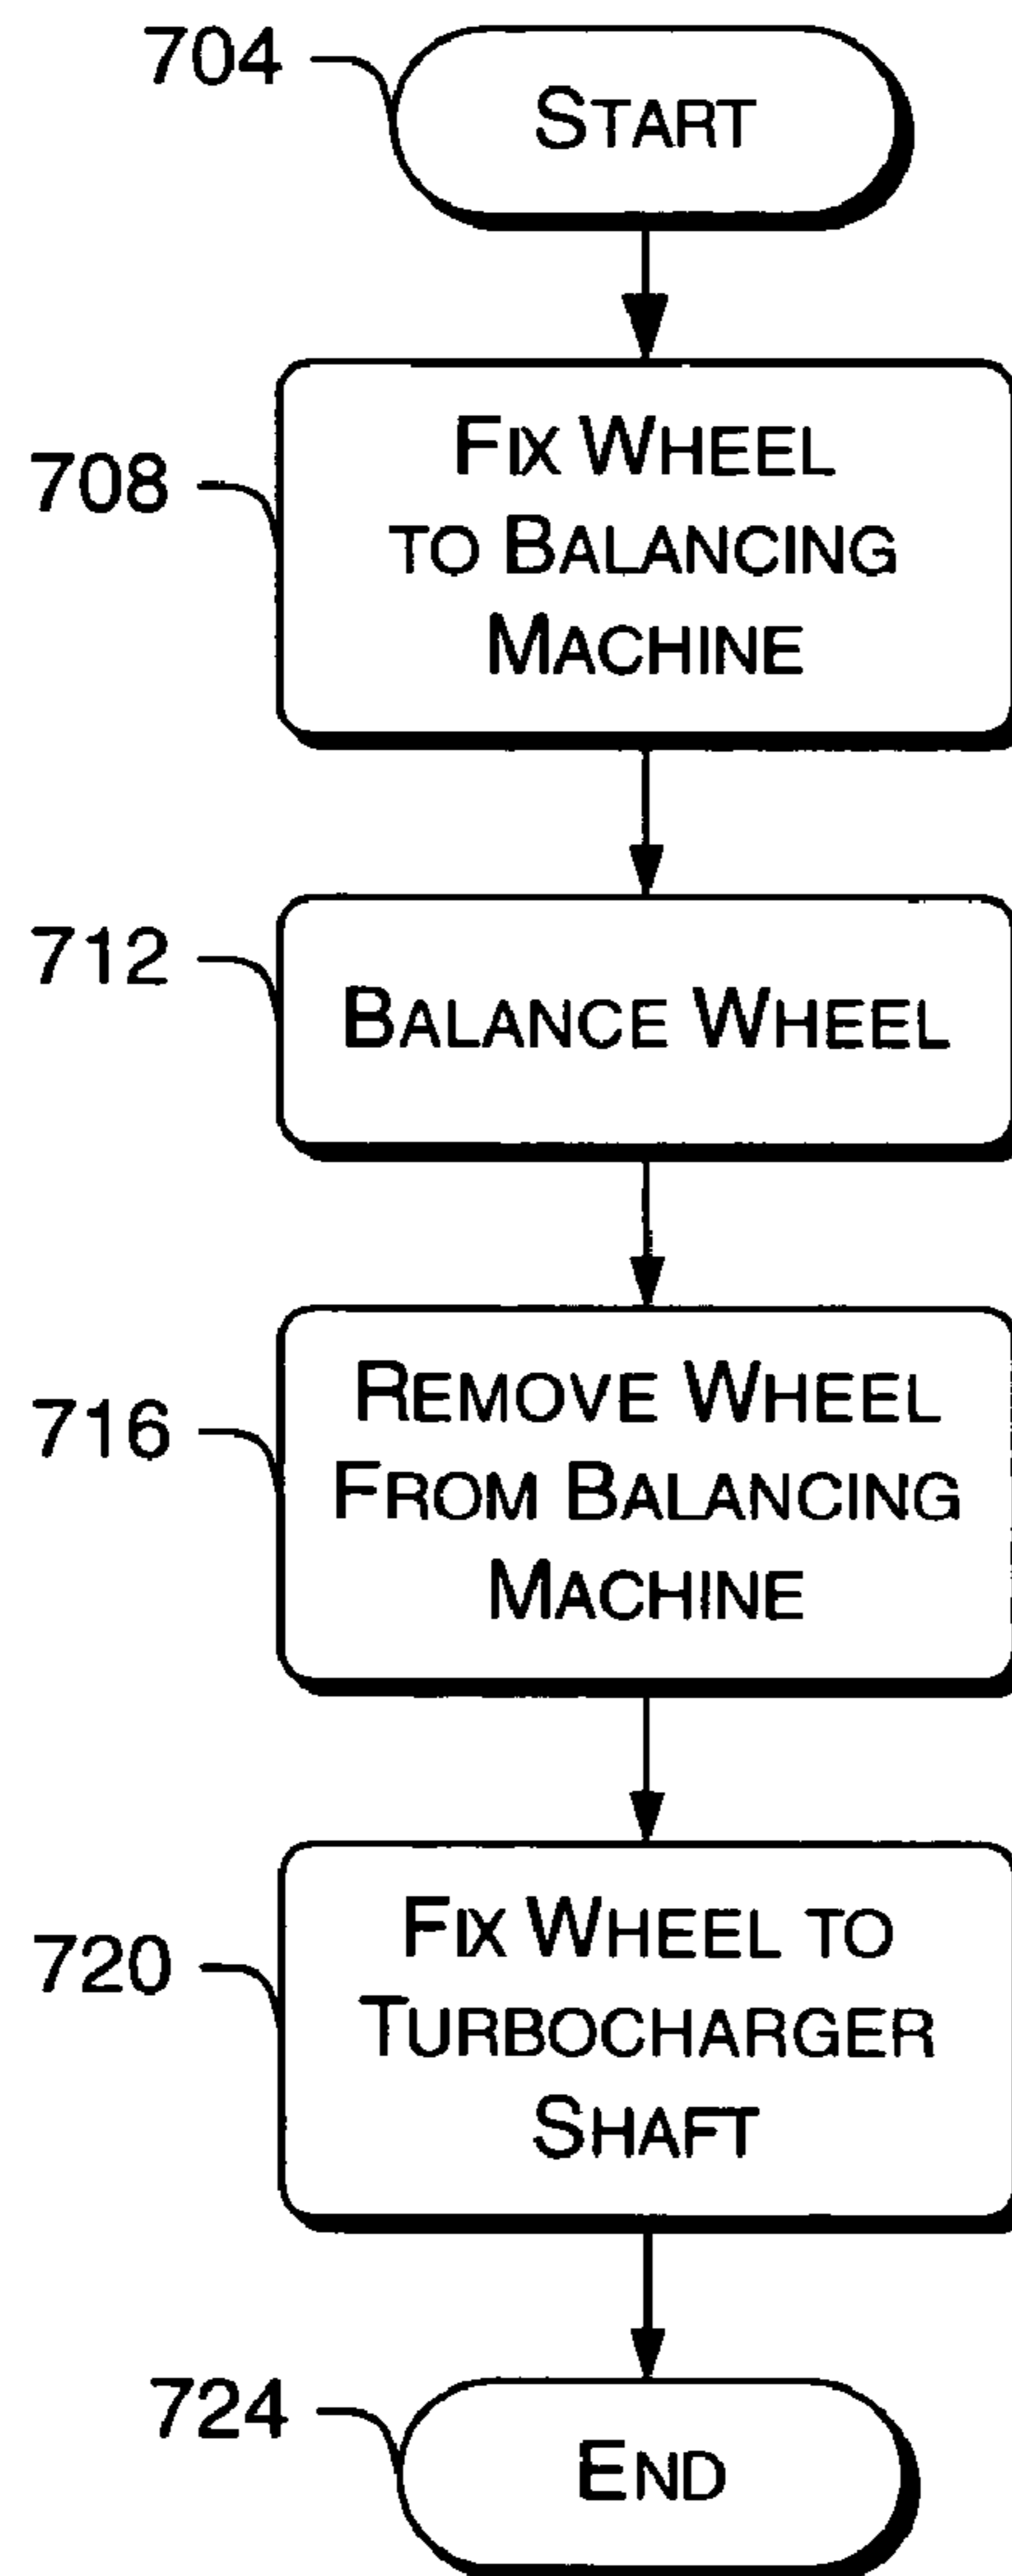 704
START
708
FIX WHEEL
TO BALANCING
MACHINE
712
BALANCE WHEEL
716
REMOVE WHEEL
FROM BALANCING
MACHINE
720
FIX WHEEL TO
TURBOCHARGER
SHAFT
724
END